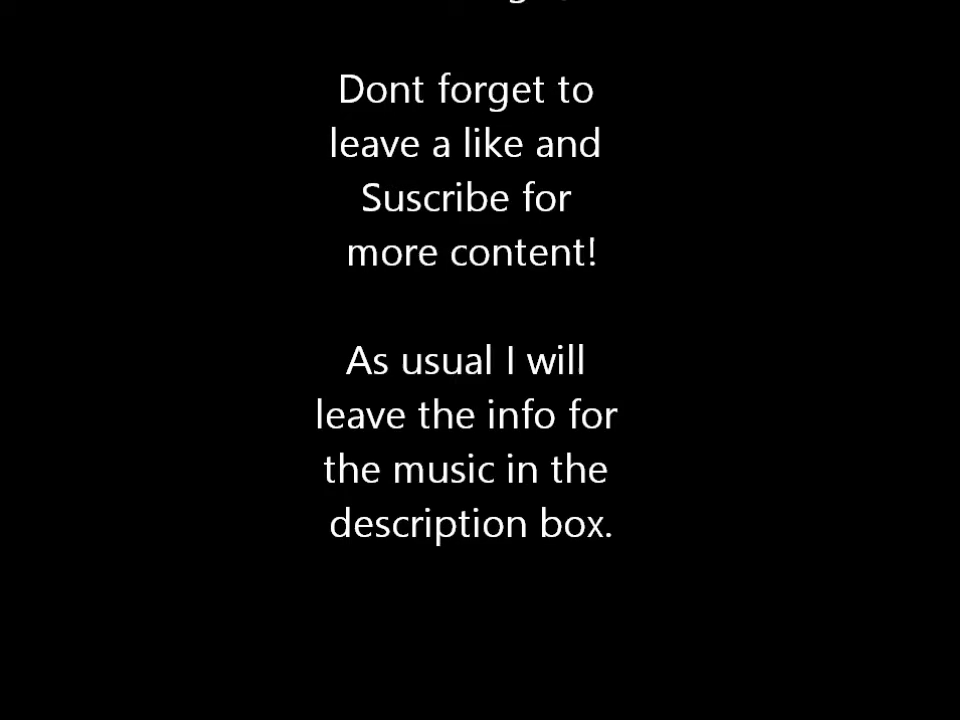 Dont forget to
leave a like and
Suscribe for
more content!
As usual I will
leave the info for
the music in the
description box.